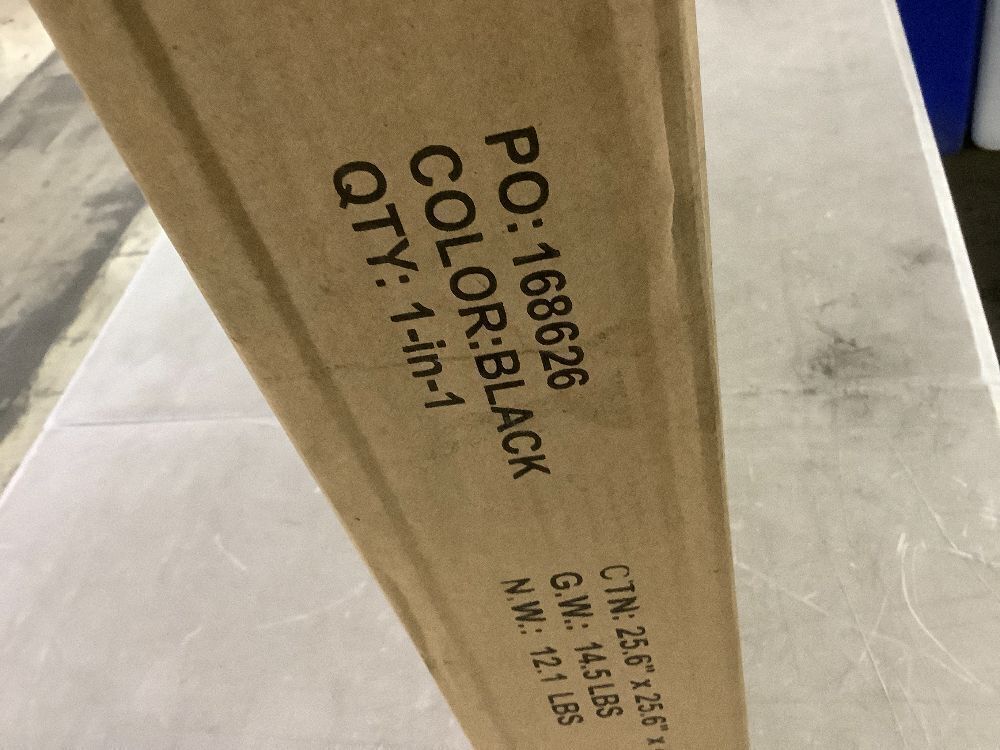 PO: 168626
COLOR:BLACK
QTY: 1-in-1
CTN: 25.6" x 25.6" x
G.W.: 14.5 LBS
N.W.: 12.1 LBS